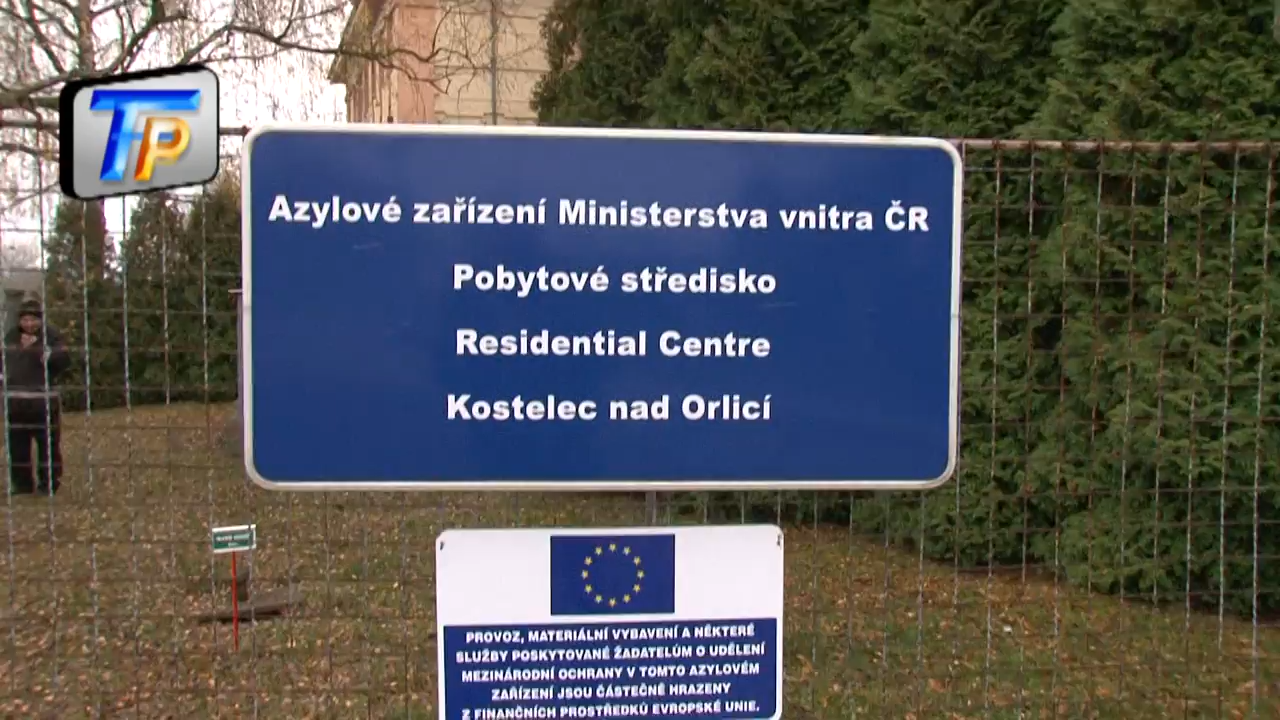 TP
Azylové zařízení Ministerstva vnitra ČR
Pobytové středisko
Residential Centre
Kostelec nad Orlicí
PROVOZ, MATERIÁLNÍ VYBAVENÍ A NĚKTERÉ
SLUŽBY POSKYTOVANÉ ŽADATELŮM O UDĚLENÍ
MEZINÁRODNÍ OCHRANY V TOMTO AZYLOVÉM
ZAŘÍZENÍ JSOU ČÁSTEČNĚ HRAZENY
Z FINANČNÍCH PROSTŘEDKŮ EVROPSKÉ UNIE.